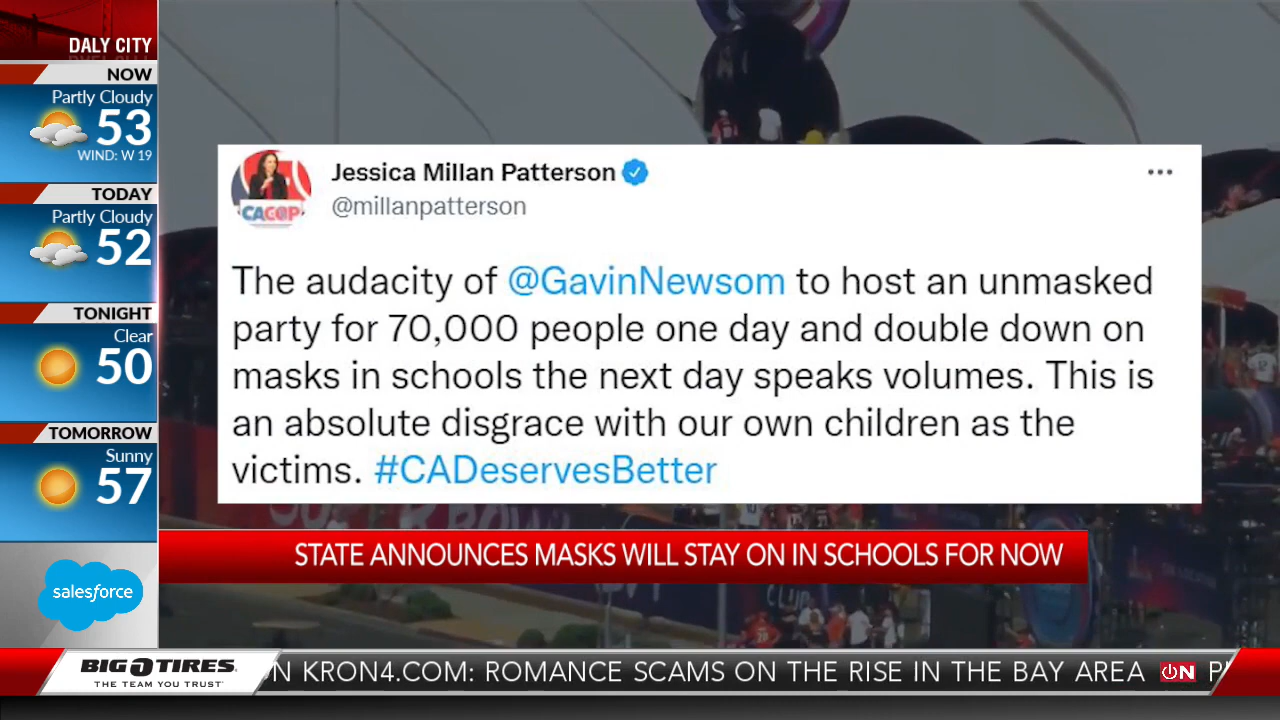 DALY CITY
NOW
Partly Cloudy
53
WIND: W 19
TODAY
Partly Cloudy
52
TONIGHT
Clear
50
TOMORROW
Sunny
57
salesforce
Jessica Millan Patterson
@millanpatterson
CAGOP
The audacity of @GavinNewsom to host an unmasked
party for 70,000 people one day and double down on
masks in schools the next day speaks volumes. This is
an absolute disgrace with our own children as the
victims. #CADeservesBetter
STATE ANNOUNCES MASKS WILL STAY ON IN SCHOOLS FOR NOW
BIG O TIRES
THE TEAM YOU TRUST
KRON4.COM: ROMANCE SCAMS ON THE RISE IN THE BAY AREA ON